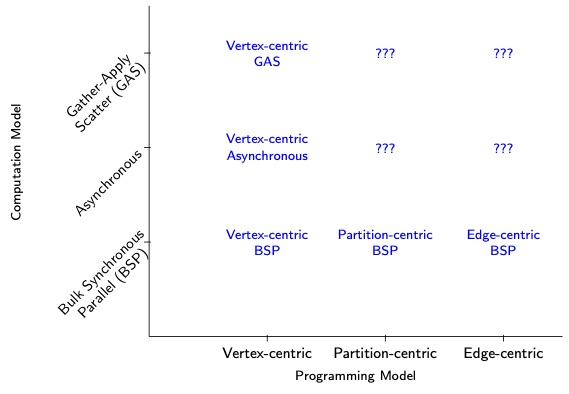 Computation Model
Gather-Apply
Scatter (GAS)
Vertex-centric
GAS
???
???
Asynchronous
Vertex-centric
Asynchronous
???
???
Bulk Synchronous
Parallel (BSP)
Vertex-centric
BSP
Partition-centric
BSP
Edge-centric
BSP
Vertex-centric
Partition-centric
Edge-centric
Programming Model